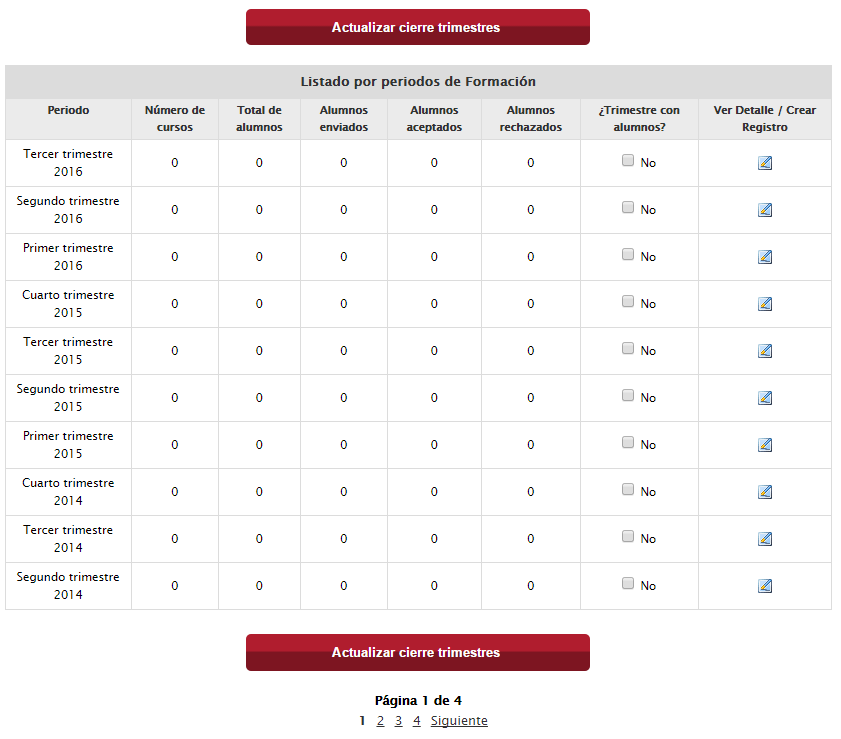 Actualizar cierre trimestres
Listado por periodos de Formación
Periodo Número de cursos Total de alumnos Alumnos enviados Alumnos aceptados Alumnos rechazados ¿Trimestre con alumnos? Ver Detalle / Crear Registro
Tercer trimestre 2016 0 0 0 0 0 No
Segundo trimestre 2016 0 0 0 0 0 No
Primer trimestre 2016 0 0 0 0 0 No
Cuarto trimestre 2015 0 0 0 0 0 No
Tercer trimestre 2015 0 0 0 0 0 No
Segundo trimestre 2015 0 0 0 0 0 No
Primer trimestre 2015 0 0 0 0 0 No
Cuarto trimestre 2014 0 0 0 0 0 No
Tercer trimestre 2014 0 0 0 0 0 No
Segundo trimestre 2014 0 0 0 0 0 No
Actualizar cierre trimestres
Página 1 de 4
1 2 3 4 Siguiente